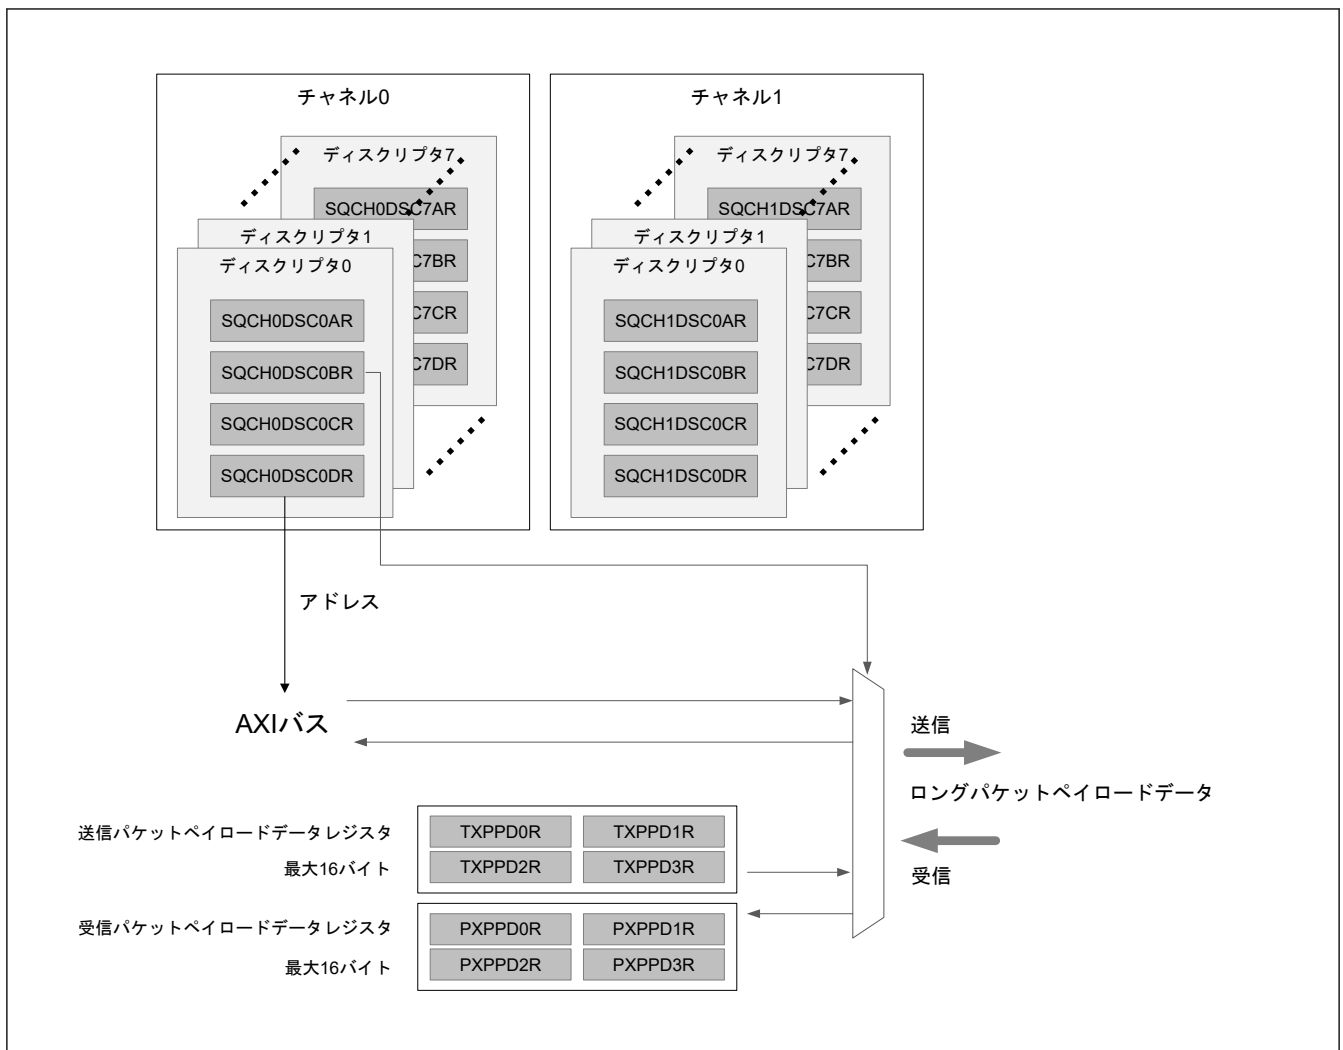 チャネル0
ディスクリプタ7
SQCH0DSC7AR
ディスクリプタ1
C7BR
ディスクリプタ0
C7CR
SQCH0DSC0AR
C7DR
SQCH0DSC0BR
SQCH0DSC0CR
SQCH0DSC0DR
チャネル1
ディスクリプタ7
SQCH1DSC7AR
ディスクリプタ1
C7BR
ディスクリプタ0
C7CR
SQCH1DSC0AR
C7DR
SQCH1DSC0BR
SQCH1DSC0CR
SQCH1DSC0DR
アドレス
AXIバス
送信
ロングパケットペイロードデータ
受信
送信パケットペイロードデータレジスタ
最大16バイト
TXPPD0R
TXPPD1R
TXPPD2R
TXPPD3R
受信パケットペイロードデータレジスタ
最大16バイト
PXPPD0R
PXPPD1R
PXPPD2R
PXPPD3R